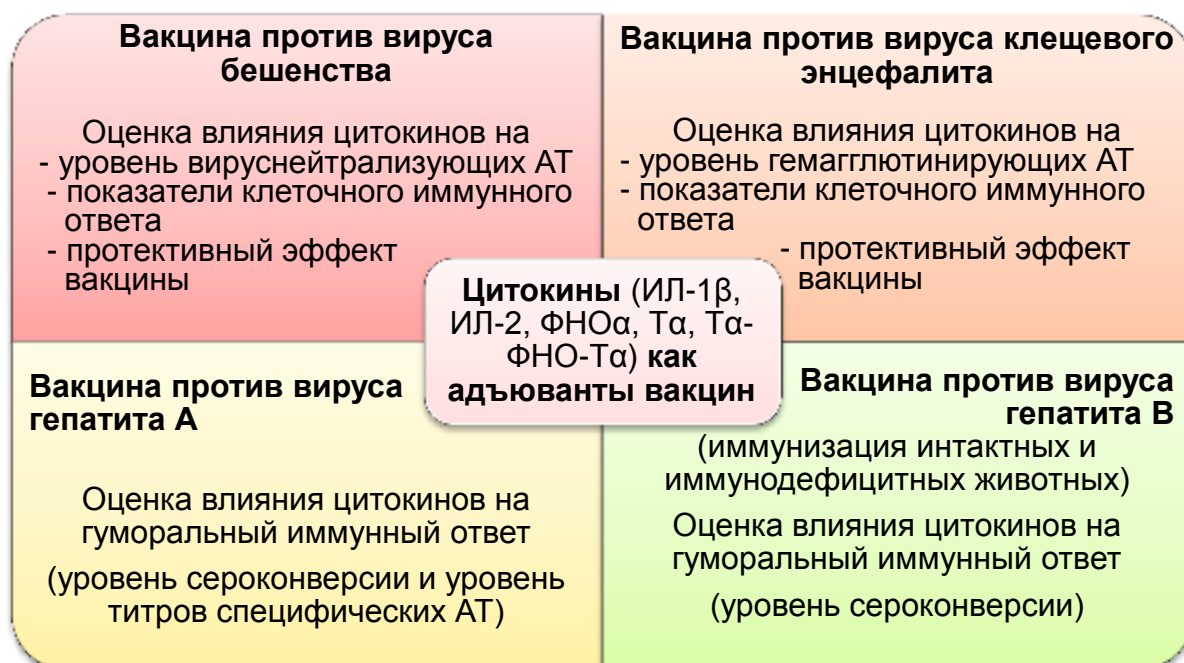 Вакцина против вируса
бешенства
Оценка влияния цитокинов на
- уровень вируснейтрализующих АТ
- показатели клеточного иммунного
ответа
- протективный эффект
вакцины
Вакцина против вируса клещевого
энцефалита
Оценка влияния цитокинов на
- уровень гемагглютинирующих АТ
- показатели клеточного иммунного
ответа
- протективный эффект
вакцины
Цитокины (ИЛ-1β,
ИЛ-2, ФНОα, Тα, Тα-
ФНО-Тα) как
адъюванты вакцин
Вакцина против вируса
гепатита А
Оценка влияния цитокинов на
гуморальный иммунный ответ
(уровень сероконверсии и уровень
титров специфических АТ)
Вакцина против вируса
гепатита В
(иммунизация интактных и
иммунодефицитных животных)
Оценка влияния цитокинов на
гуморальный иммунный ответ
(уровень сероконверсии)